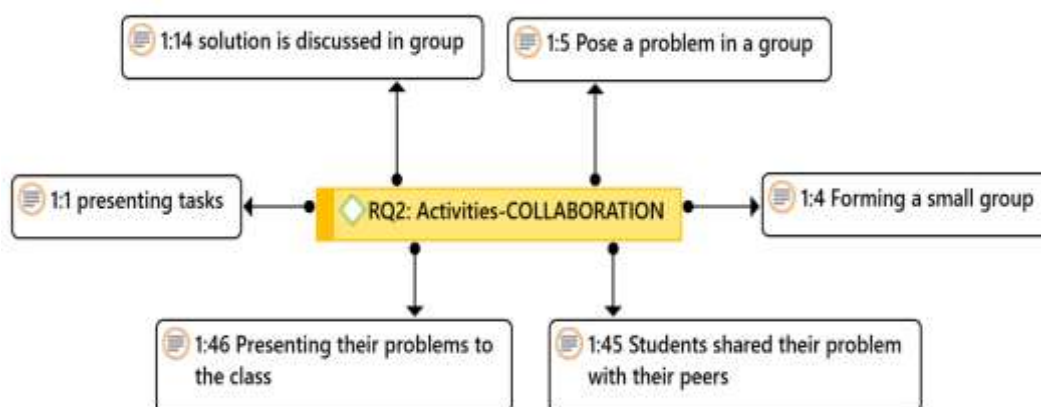 1:14 solution is discussed in group
1:5 Pose a problem in a group
1:1 presenting tasks
RQ2: Activities-COLLABORATION
1:4 Forming a small group
1:46 Presenting their problems to
the class
1:45 Students shared their problem
with their peers